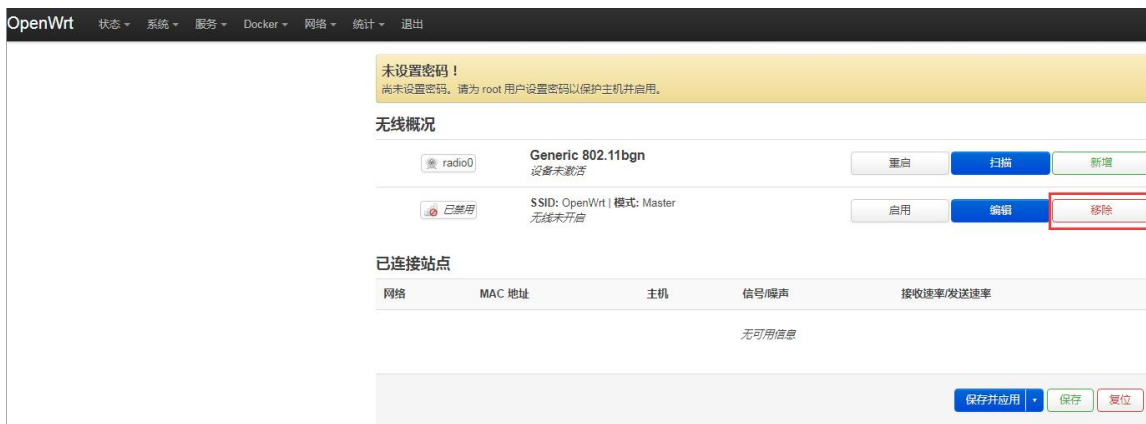 OpenWrt 状态 系统 服务 Docker 网络 统计 退出
未设置密码！
尚未设置密码。请为 root 用户设置密码以保护主机并启用。
无线概况
radio0 Generic 802.11bgn 重启 扫描 新增
设备未激活
已禁用 SSID: OpenWrt | 模式: Master 启用 编辑 移除
无线未开启
已连接站点
网络 MAC 地址 主机 信号/噪声 接收速率/发送速率
无可用信息
保存并应用 保存 复位